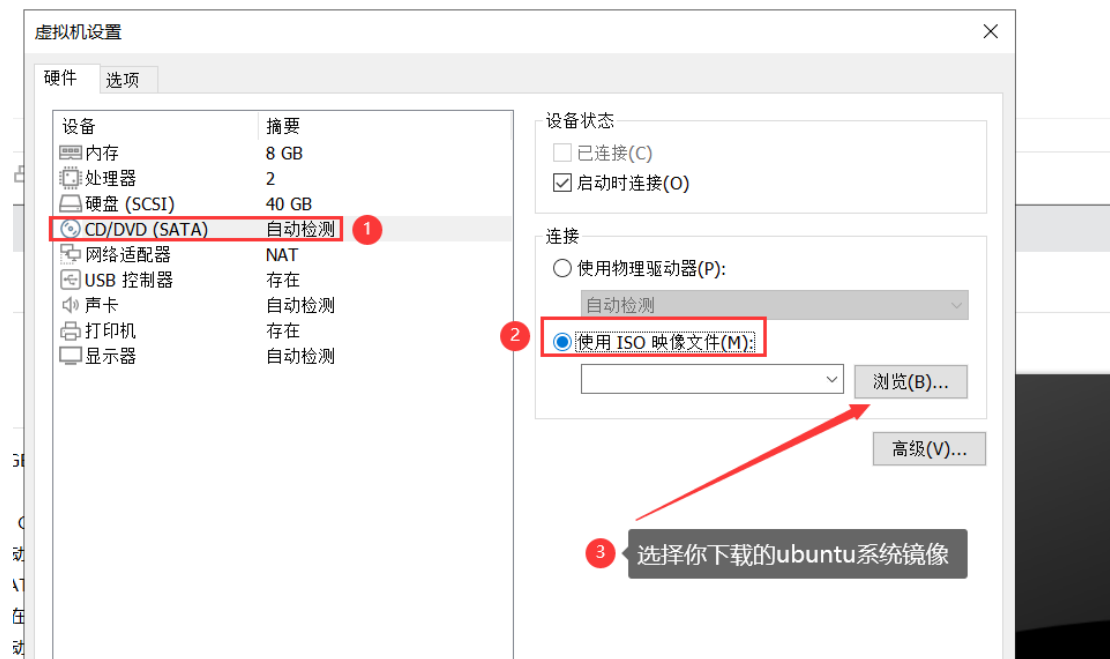 虚拟机设置
硬件 选项
设备 摘要
内存 8 GB
处理器 2
硬盘 (SCSI) 40 GB
CD/DVD (SATA) 自动检测 1
网络适配器 NAT
USB 控制器 存在
声卡 自动检测
打印机 存在
显示器 自动检测
设备状态
已连接(C)
启动时连接(O)
连接
使用物理驱动器(P):
自动检测
2 使用 ISO 映像文件(M):
浏览(B)...
高级(V)...
3 选择你下载的ubuntu系统镜像
在